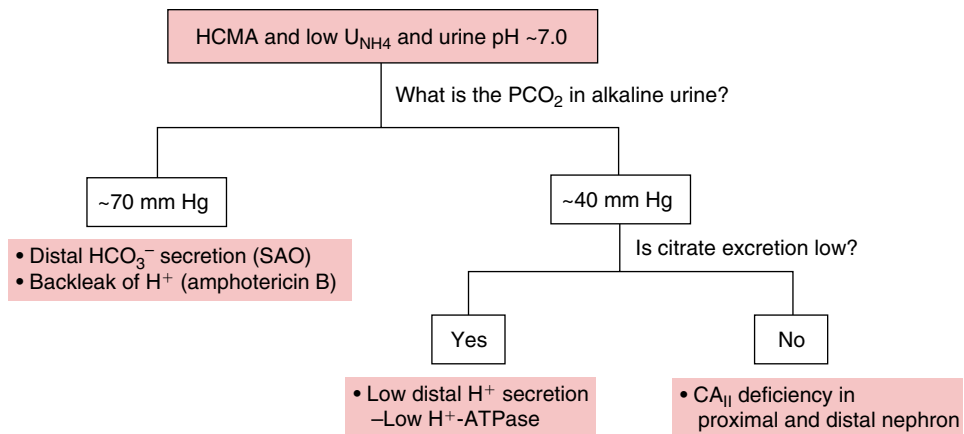 HCMA and low U_NH4 and urine pH ~7.0
What is the PCO₂ in alkaline urine?
~70 mm Hg
~40 mm Hg
• Distal HCO₃⁻ secretion (SAO)
• Backleak of H⁺ (amphotericin B)
Is citrate excretion low?
Yes
No
• Low distal H⁺ secretion
–Low H⁺-ATPase
• CA_II deficiency in
proximal and distal nephron